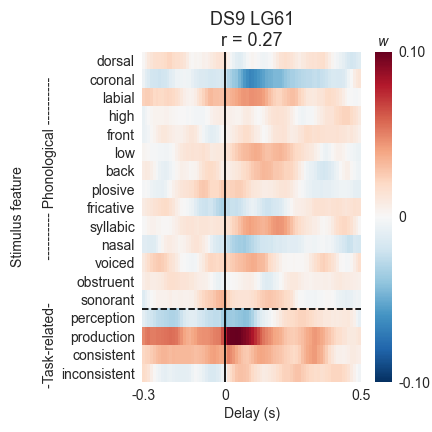 DS9 LG61
r = 0.27
w
dorsal
coronal
labial
high
front
low
back
plosive
fricative
syllabic
nasal
voiced
obstruent
sonorant
perception
production
consistent
inconsistent
Stimulus feature
---------- Phonological ----------
-Task-related-
-0.3 0 0.5
Delay (s)
0.10
0
-0.10